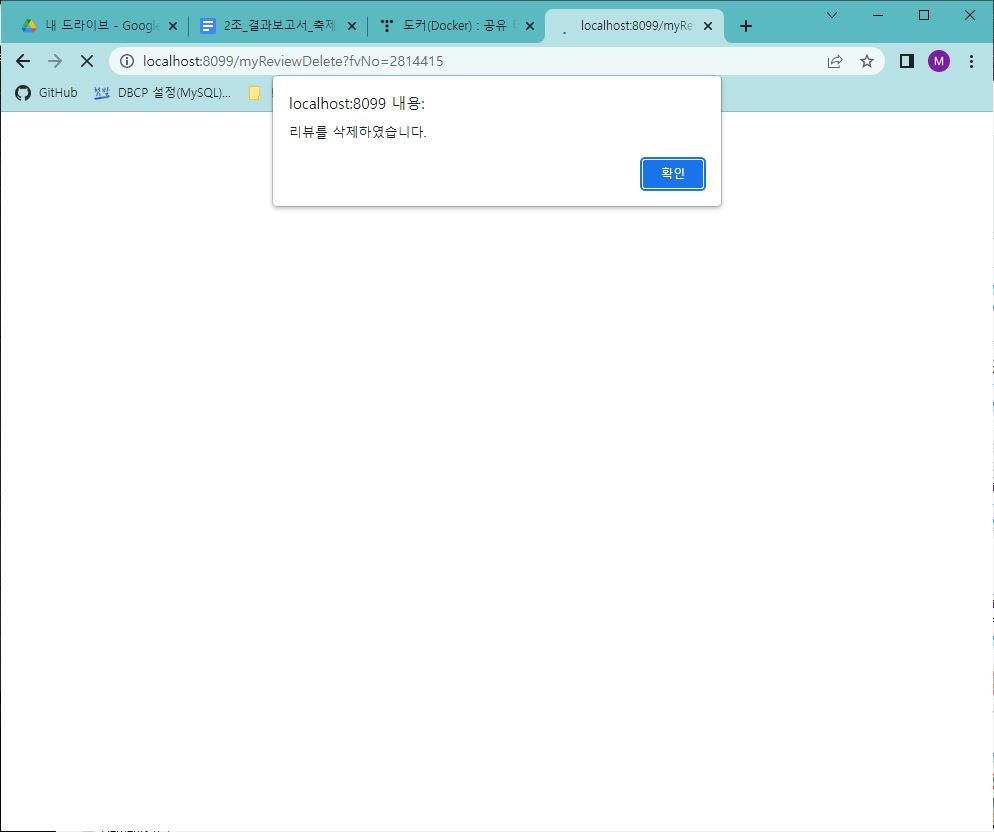 내 드라이브 - Google
2조_결과보고서_축제
도커(Docker) : 공유
localhost:8099/myRe
localhost:8099/myReviewDelete?fvNo=2814415
M
GitHub
DBCP 설정(MySQL)...
localhost:8099 내용:
리뷰를 삭제하였습니다.
확인